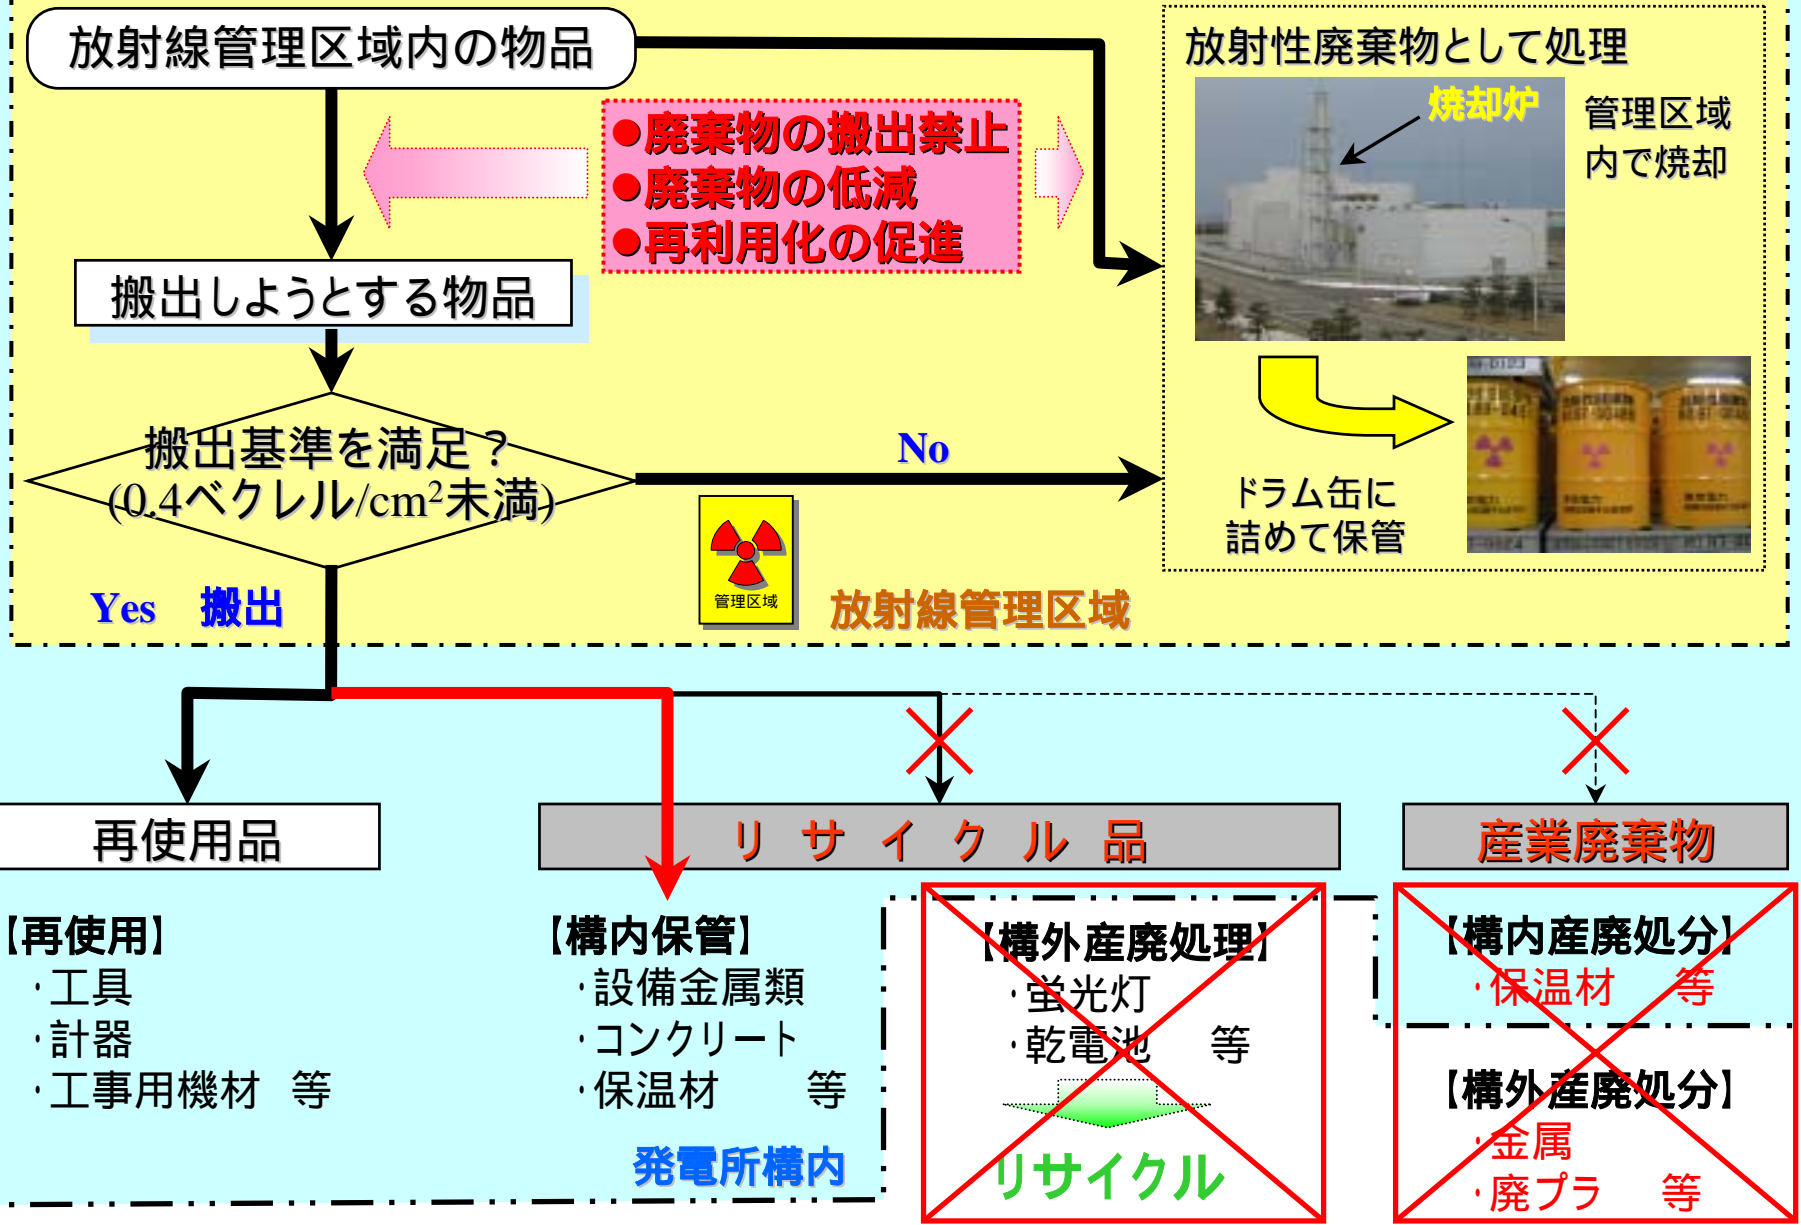 放射線管理区域内の物品
●廃棄物の搬出禁止
●廃棄物の低減
●再利用化の促進
放射性廃棄物として処理
焼却炉
管理区域
内で焼却
搬出しようとする物品
搬出基準を満足？
(0.4ベクレル/cm²未満)
No
ドラム缶に
詰めて保管
管理区域
Yes 搬出
放射線管理区域
再使用品
リサイクル品
産業廃棄物
【再使用】
・工具
・計器
・工事用機材 等
【構内保管】
・設備金属類
・コンクリート
・保温材 等
発電所構内
【構外産廃処理】
・蛍光灯
・乾電池 等
リサイクル
【構内産廃処分】
・保温材 等
【構外産廃処分】
・金属
・廃プラ 等